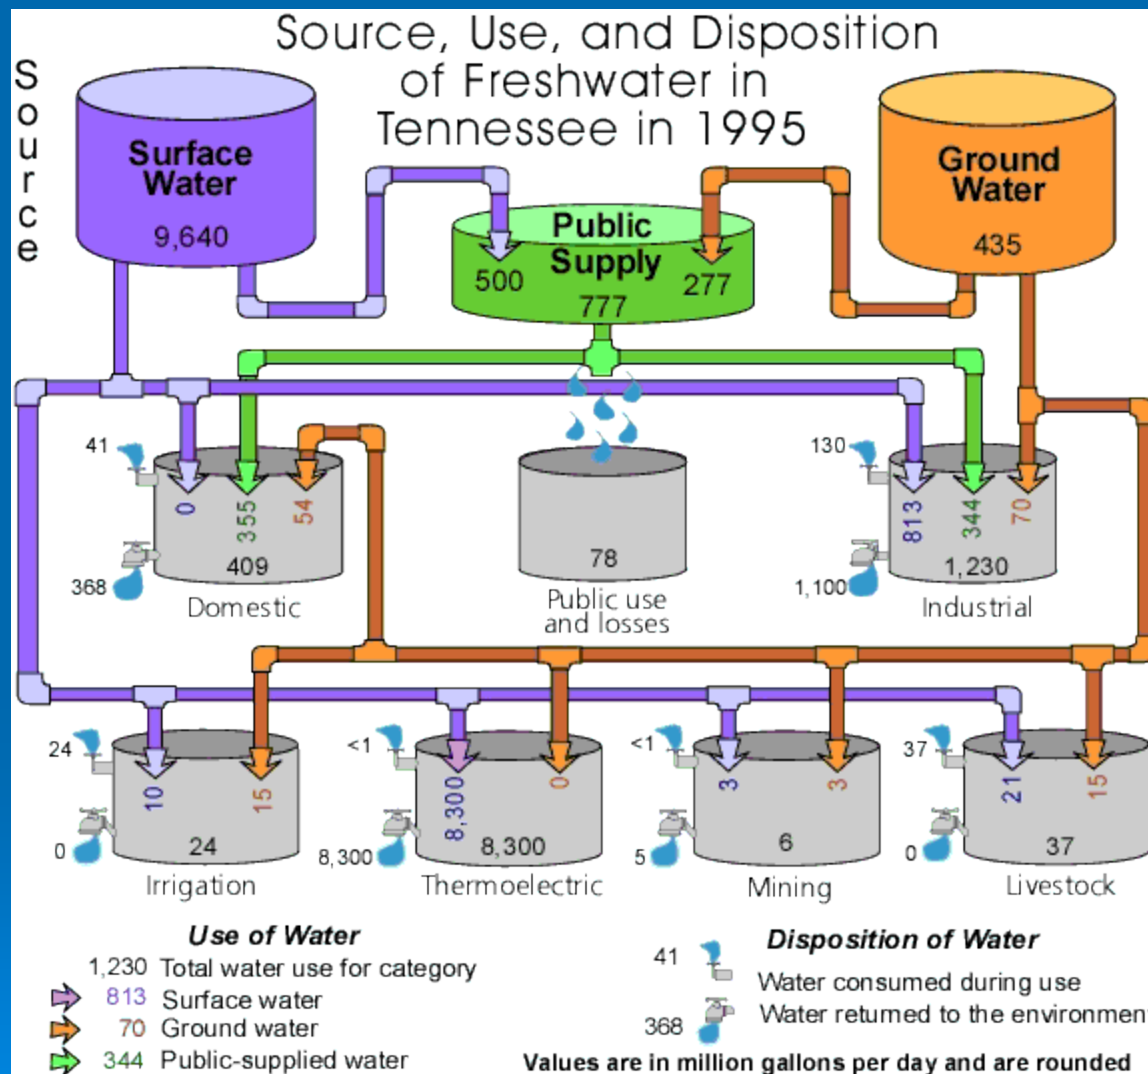 Source, Use, and Disposition
of Freshwater in
Tennessee in 1995
Source
Surface
Water
9,640
Public
Supply
500
277
777
Ground
Water
435
41
0
355
54
409
368
Domestic
78
Public use
and losses
130
813
344
70
1,230
1,100
Industrial
24
10
15
24
0
Irrigation
<1
8,300
0
8,300
8,300
Thermoelectric
<1
3
3
6
5
Mining
37
21
15
37
0
Livestock
Use of Water
1,230 Total water use for category
813 Surface water
70 Ground water
344 Public-supplied water
Disposition of Water
41 Water consumed during use
368 Water returned to the environmen
Values are in million gallons per day and are rounded